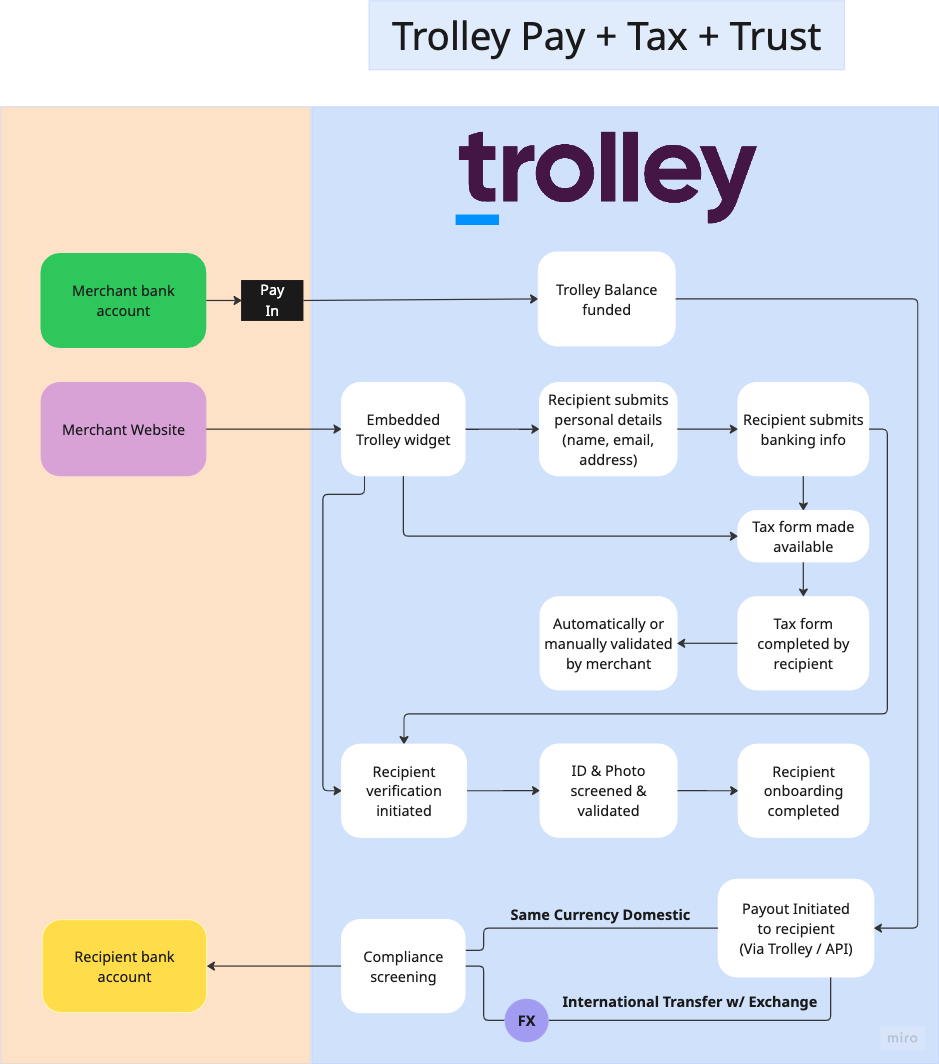 Trolley Pay + Tax + Trust
trolley
Merchant bank
account
Pay
In
Trolley Balance
funded
Merchant Website
Embedded
Trolley widget
Recipient submits
personal details
(name, email,
address)
Recipient submits
banking info
Tax form made
available
Automatically or
manually validated
by merchant
Tax form
completed by
recipient
Recipient
verification
initiated
ID & Photo
screened &
validated
Recipient
onboarding
completed
Same Currency Domestic
Payout Initiated
to recipient
(Via Trolley / API)
Recipient bank
account
Compliance
screening
International Transfer w/ Exchange
FX
miro